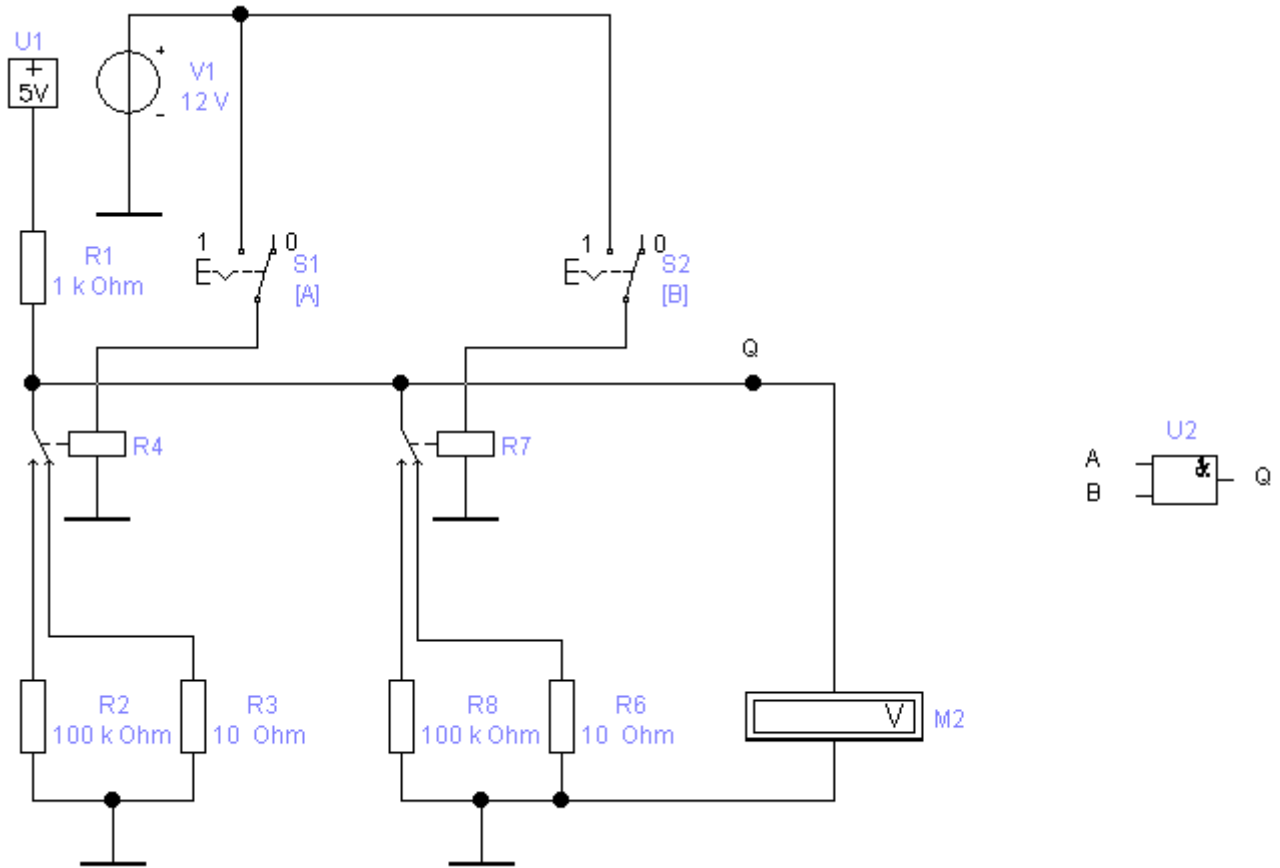 U1
+
5V
+
-
V1
12 V
R1
1 k Ohm
1
0
S1
[A]
1
0
S2
[B]
Q
R4
R7
U2
A
B
&
Q
R2
100 k Ohm
R3
10 Ohm
R8
100 k Ohm
R6
10 Ohm
V
M2